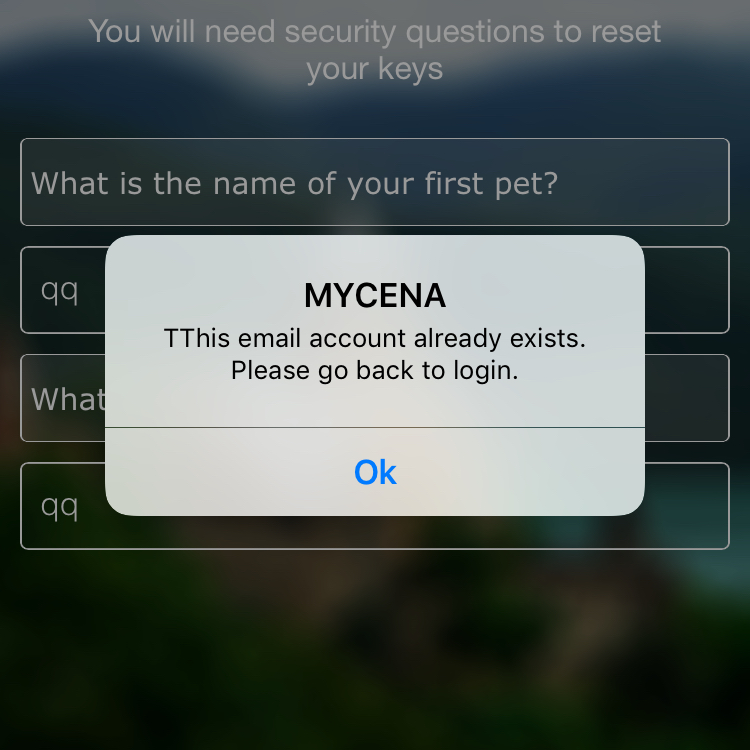 You will need security questions to reset
your keys
What is the name of your first pet?
qq
MYCENA
TThis email account already exists.
Please go back to login.
What
Ok
qq